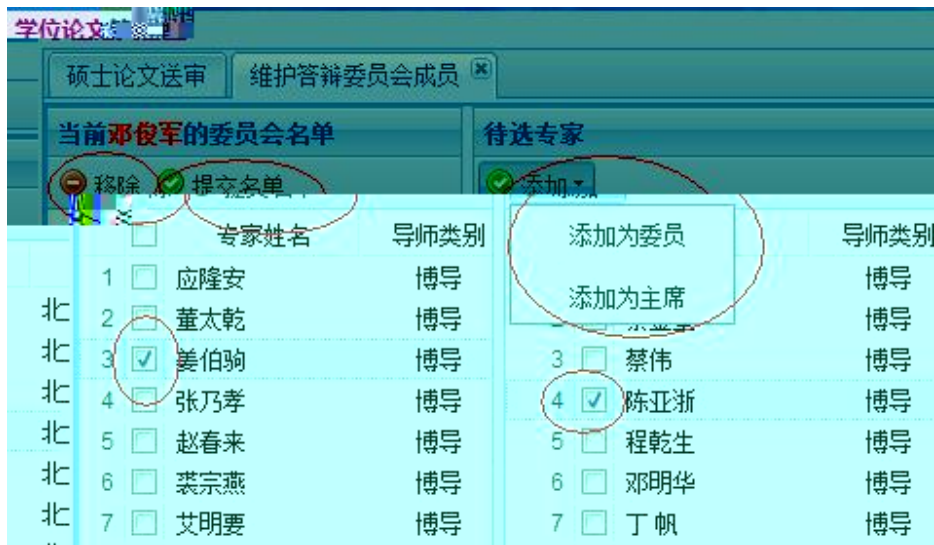 学位论文
硕士论文送审 维护答辩委员会成员
当前邓俊军的委员会名单 待选专家
移除 提交名单 添加
专家姓名 导师类别 添加为委员 导师类别
1 应隆安 博导 添加为主席 博导
北 2 董太乾 博导 博导
北 3 姜伯驹 博导 3 蔡伟 博导
北 4 张乃孝 博导 4 陈亚浙 博导
北 5 赵春来 博导 5 程乾生 博导
北 6 裘宗燕 博导 6 邓明华 博导
北 7 艾明要 博导 7 丁帆 博导